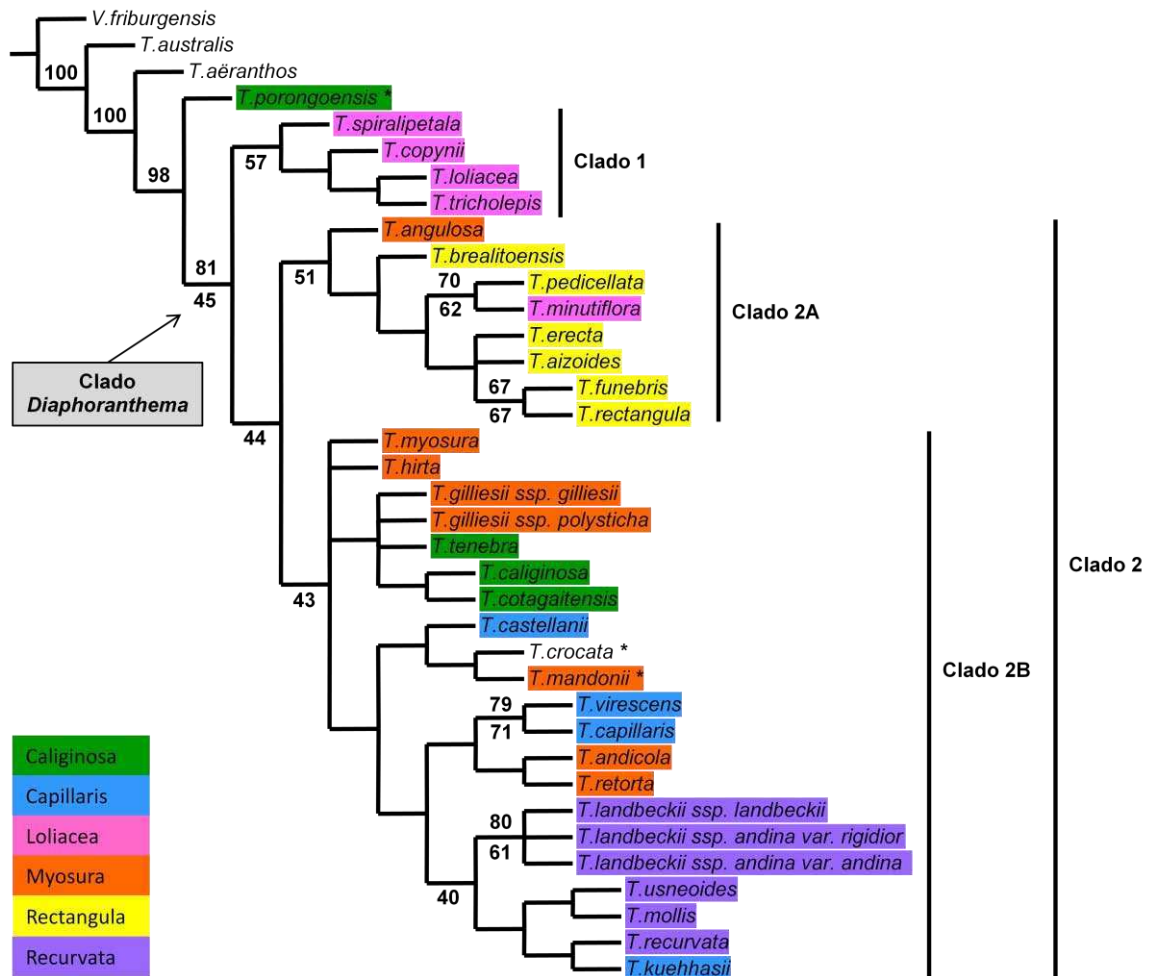 V.friburgensis
T.australis
100
T.aëranthos
100
T.porongoensis *
T.spiralipetala
57
T.copynii
Clado 1
98
T.loliacea
T.tricholepis
T.angulosa
T.brealitoensis
81
51
70
T.pedicellata
45
62
T.minutiflora
Clado 2A
T.erecta
T.aizoides
Clado
Diaphoranthema
67
T.funebris
67
T.rectangula
44
T.myosura
T.hirta
T.gilliesii ssp. gilliesii
T.gilliesii ssp. polysticha
T.tenebra
Clado 2
T.caliginosa
43
T.cotagaitensis
T.castellanii
T.crocata *
Clado 2B
T.mandonii *
79
T.virescens
71
T.capillaris
Caliginosa
T.andicola
Capillaris
T.retorta
T.landbeckii ssp. landbeckii
Loliacea
80
T.landbeckii ssp. andina var. rigidior
61
T.landbeckii ssp. andina var. andina
Myosura
40
T.usneoides
Rectangula
T.mollis
T.recurvata
Recurvata
T.kuehhasii